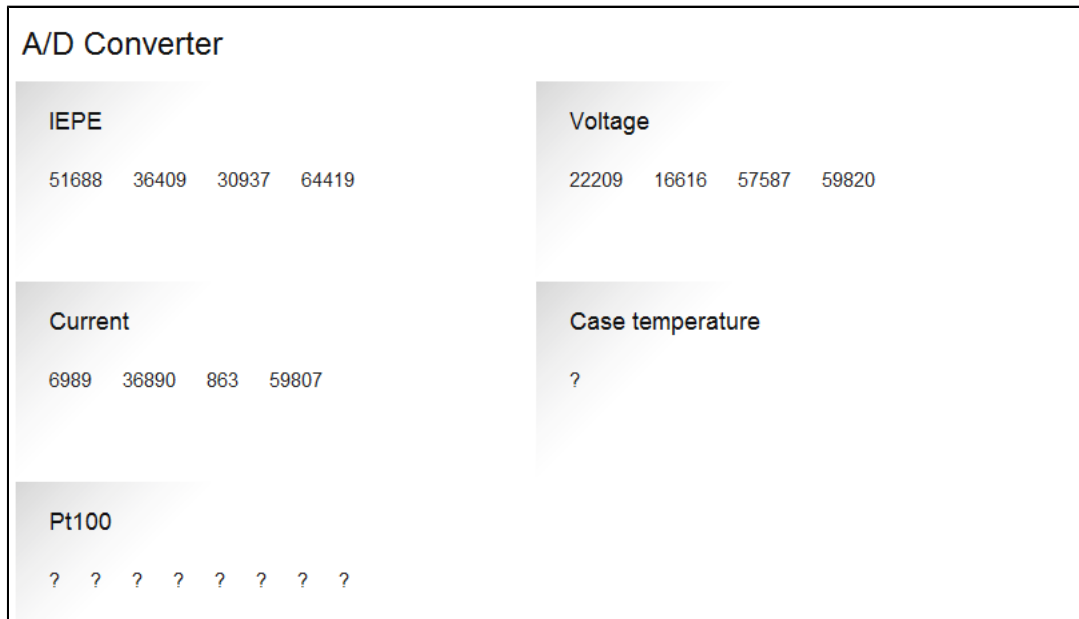 A/D Converter
IEPE
51688 36409 30937 64419
Voltage
22209 16616 57587 59820
Current
6989 36890 863 59807
Case temperature
?
Pt100
? ? ? ? ? ? ? ?